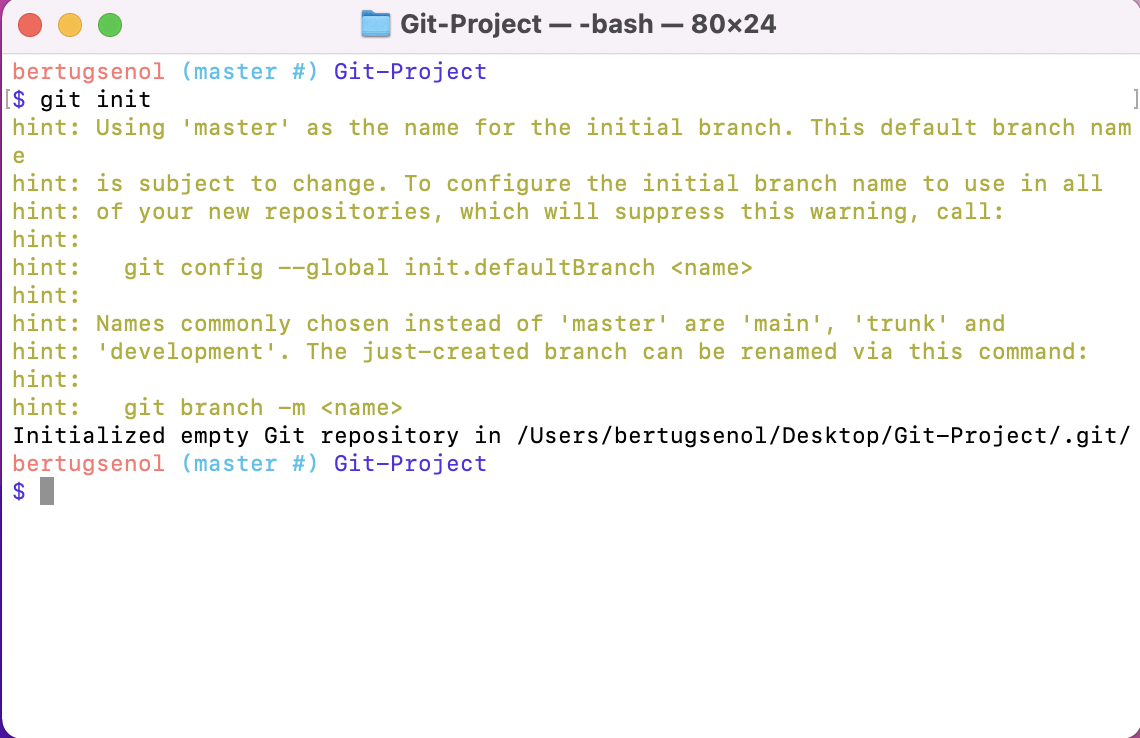 Git-Project — -bash — 80×24
bertugsenol (master #) Git-Project
[$ git init ]
hint: Using 'master' as the name for the initial branch. This default branch nam
e
hint: is subject to change. To configure the initial branch name to use in all
hint: of your new repositories, which will suppress this warning, call:
hint:
hint:   git config --global init.defaultBranch <name>
hint:
hint: Names commonly chosen instead of 'master' are 'main', 'trunk' and
hint: 'development'. The just-created branch can be renamed via this command:
hint:
hint:   git branch -m <name>
Initialized empty Git repository in /Users/bertugsenol/Desktop/Git-Project/.git/
bertugsenol (master #) Git-Project
$